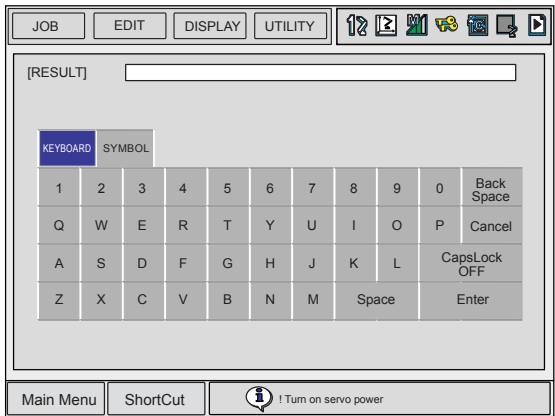 JOB EDIT DISPLAY UTILITY
[RESULT]
KEYBOARD SYMBOL
1 2 3 4 5 6 7 8 9 0 Back Space
Q W E R T Y U I O P Cancel
A S D F G H J K L CapsLock OFF
Z X C V B N M Space Enter
Main Menu ShortCut ! Turn on servo power